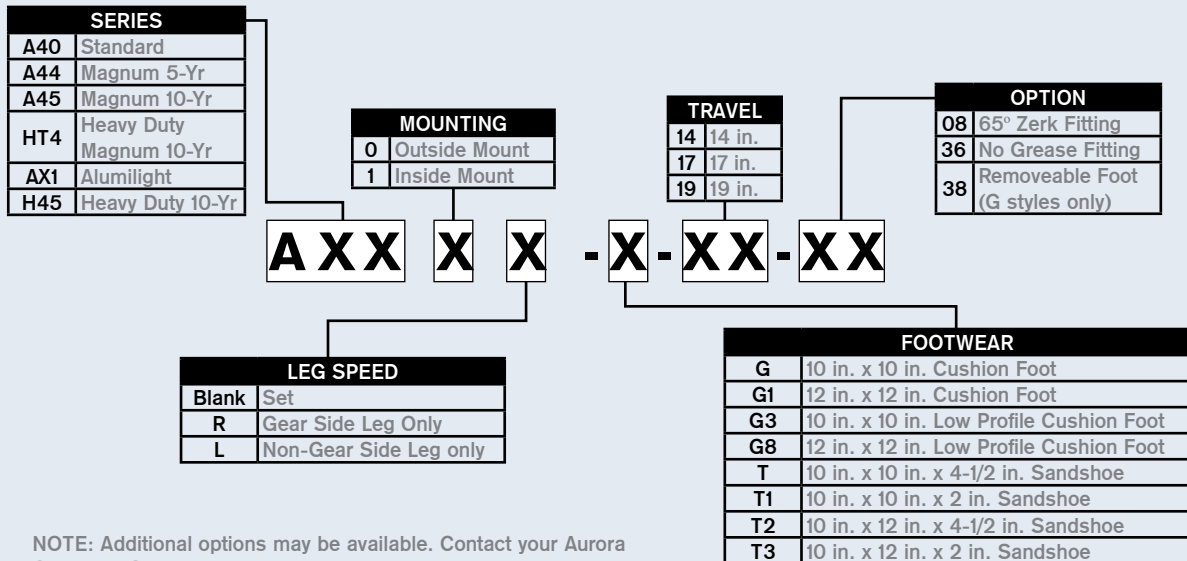 SERIES
A40 Standard
A44 Magnum 5-Yr
A45 Magnum 10-Yr
HT4 Heavy Duty
Magnum 10-Yr
AX1 Alumilight
H45 Heavy Duty 10-Yr
MOUNTING
0 Outside Mount
1 Inside Mount
TRAVEL
14 14 in.
17 17 in.
19 19 in.
OPTION
08 65º Zerk Fitting
36 No Grease Fitting
38 Removeable Foot
(G styles only)
AXX X X -X-XX-XX
LEG SPEED
Blank Set
R Gear Side Leg Only
L Non-Gear Side Leg only
FOOTWEAR
G 10 in. x 10 in. Cushion Foot
G1 12 in. x 12 in. Cushion Foot
G3 10 in. x 10 in. Low Profile Cushion Foot
G8 12 in. x 12 in. Low Profile Cushion Foot
T 10 in. x 10 in. x 4-1/2 in. Sandshoe
T1 10 in. x 10 in. x 2 in. Sandshoe
T2 10 in. x 12 in. x 4-1/2 in. Sandshoe
T3 10 in. x 12 in. x 2 in. Sandshoe
NOTE: Additional options may be available. Contact your Aurora